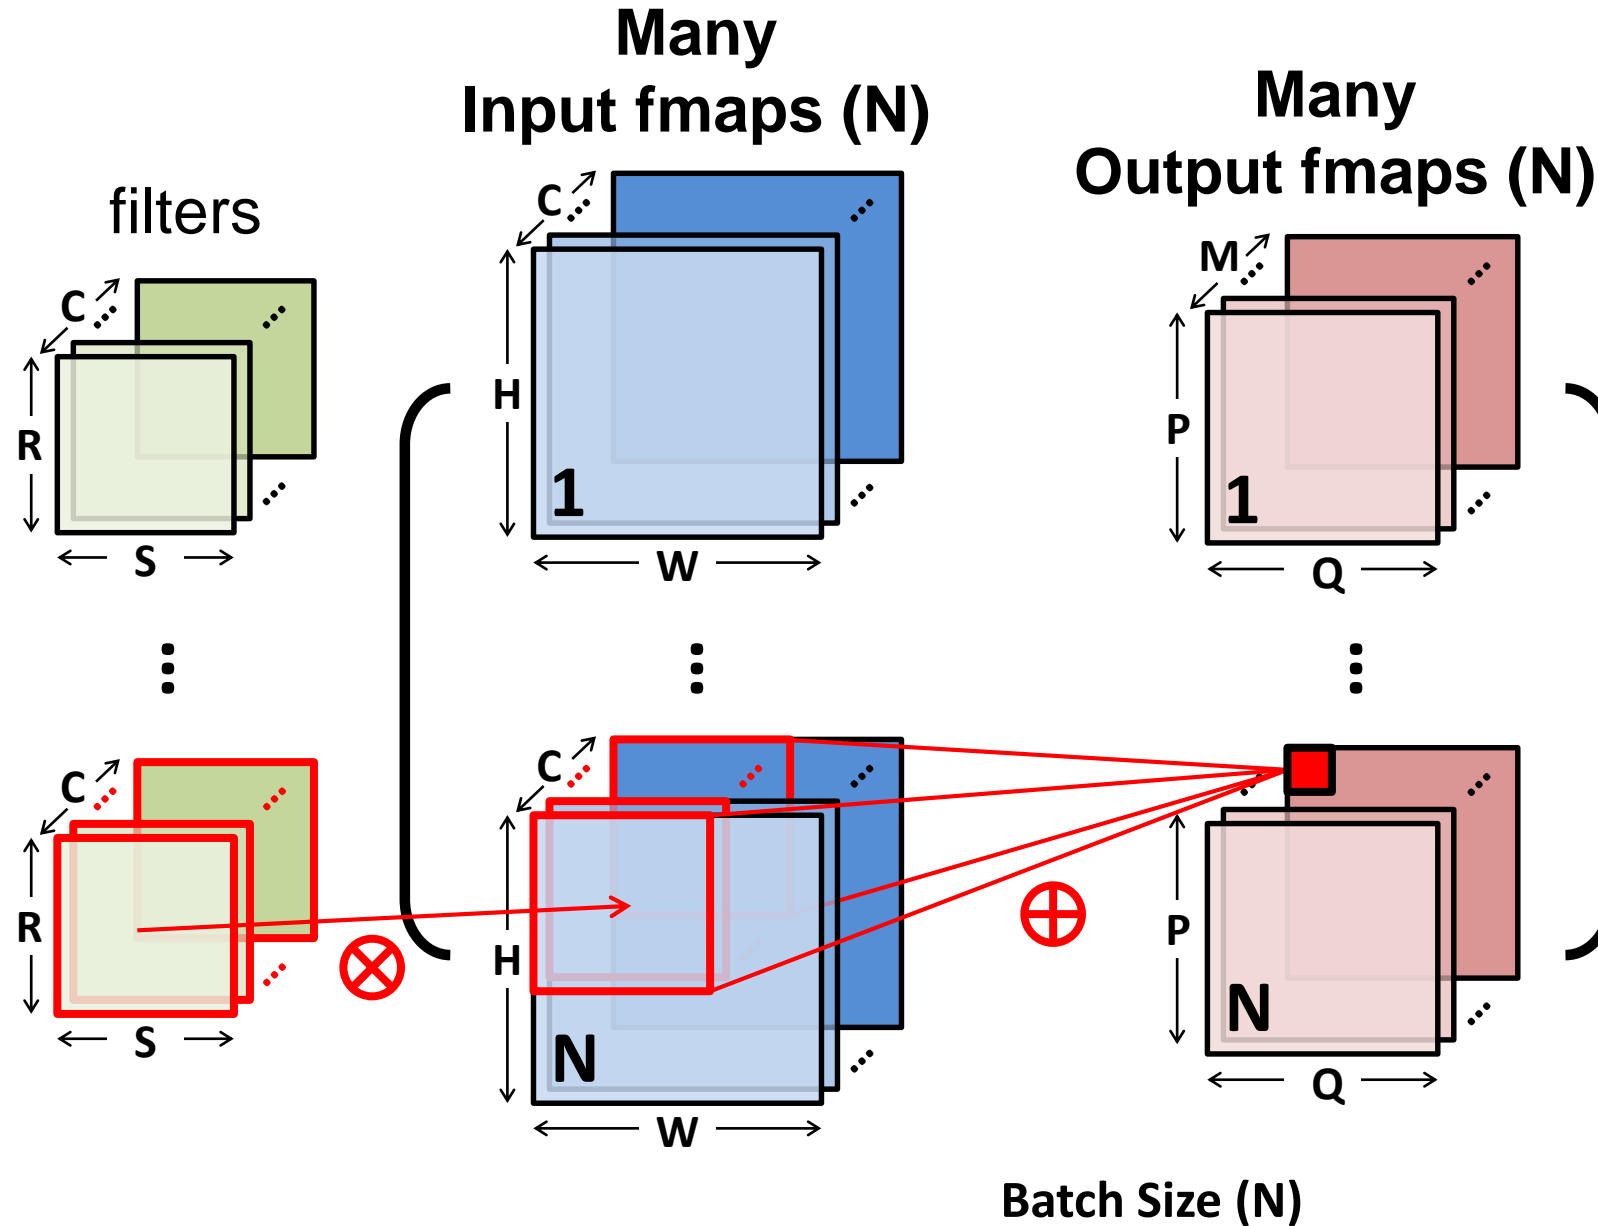 Many
Input fmaps (N)
Many
Output fmaps (N)
filters
C
R
S
C
H
1
W
M
P
1
Q
C
R
S
C
H
N
W
P
N
Q
Batch Size (N)